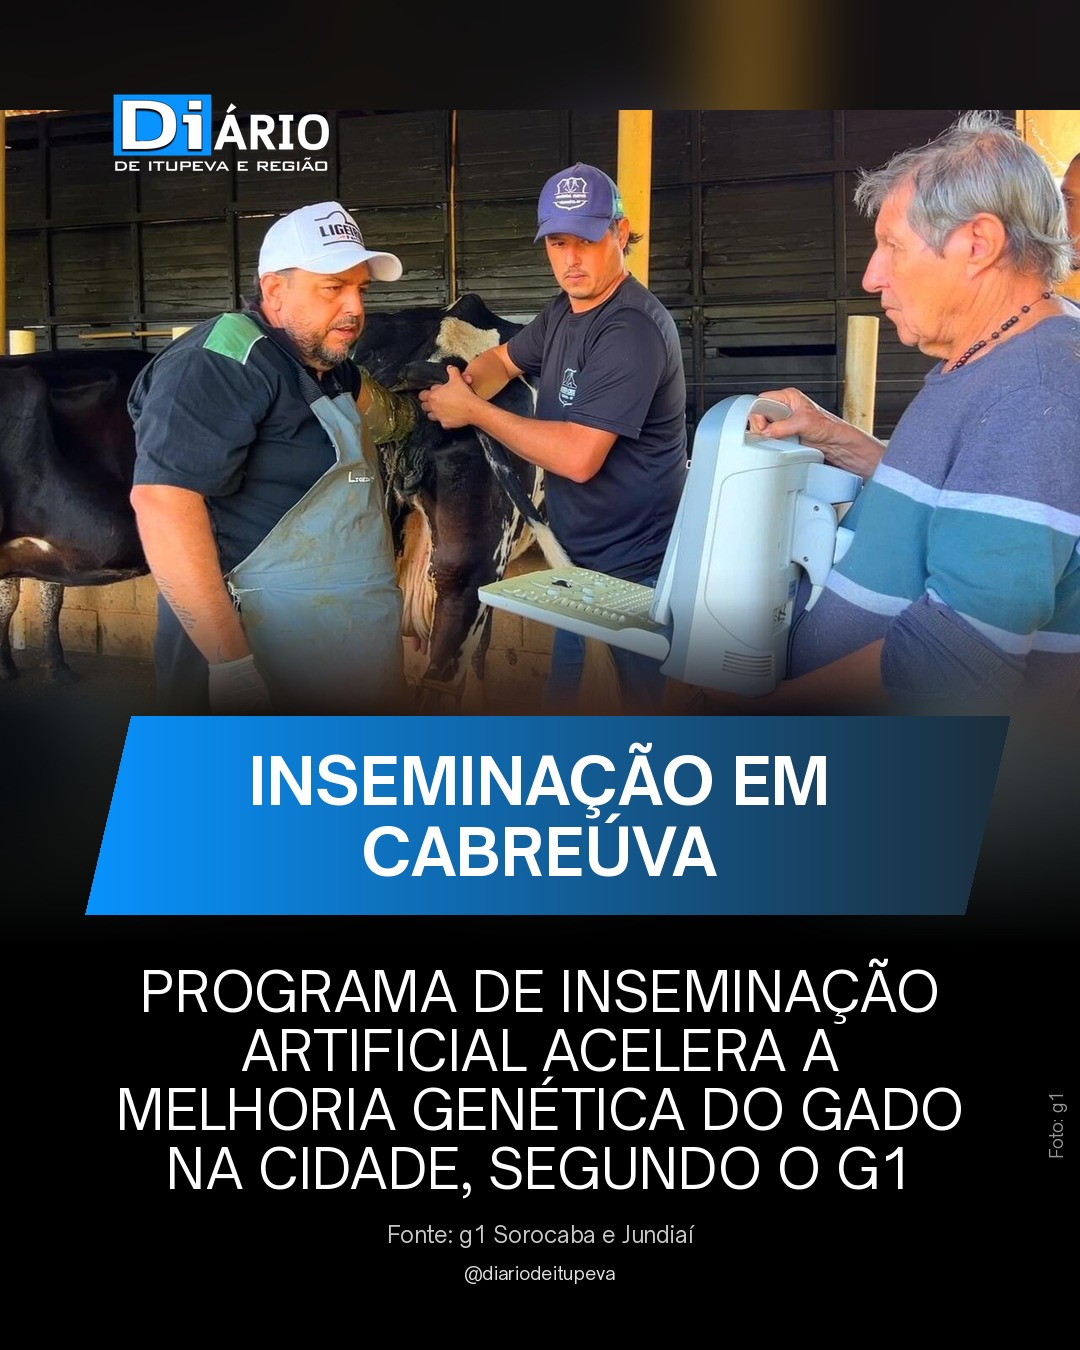 DiÁRIO
DE ITUPEVA E REGIÃO
INSEMINAÇÃO EM
CABREÚVA
PROGRAMA DE INSEMINAÇÃO
ARTIFICIAL ACELERA A
MELHORIA GENÉTICA DO GADO
NA CIDADE, SEGUNDO O G1
Foto: g1
Fonte: g1 Sorocaba e Jundiaí
@diariodeitupeva